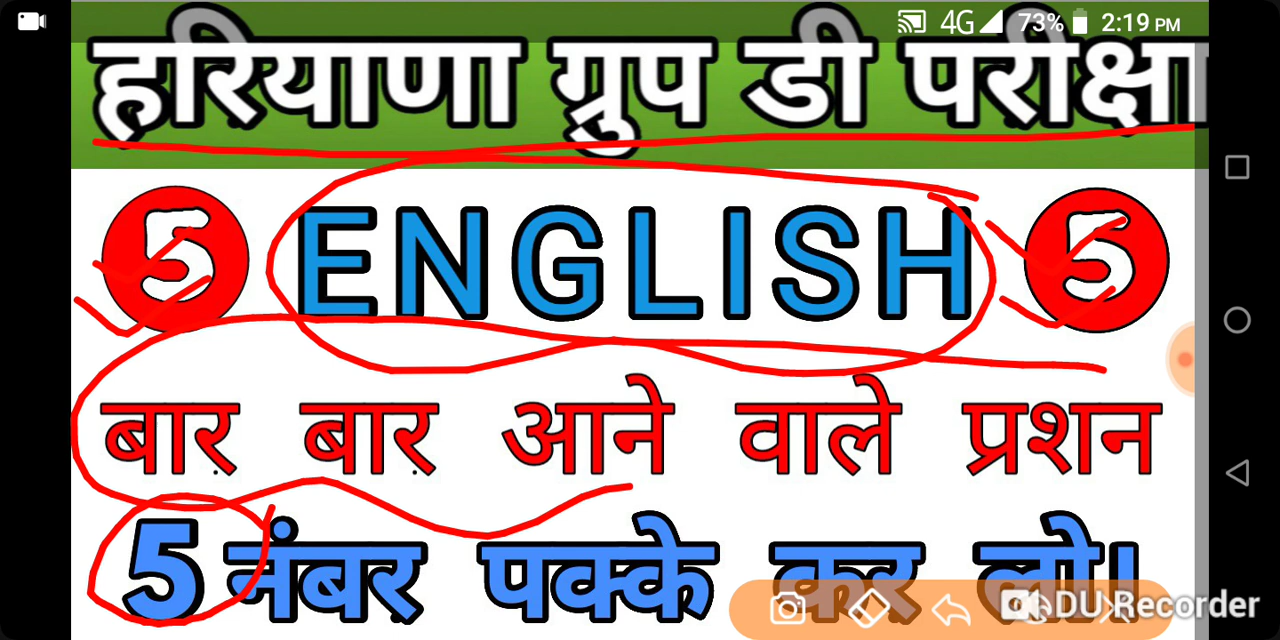 4G 73% 2:19 PM
हरियाणा ग्रुप डी परीक्षा
5 ENGLISH 5
बार बार आने वाले प्रशन
5 नंबर पक्के कर लो।
DU Recorder